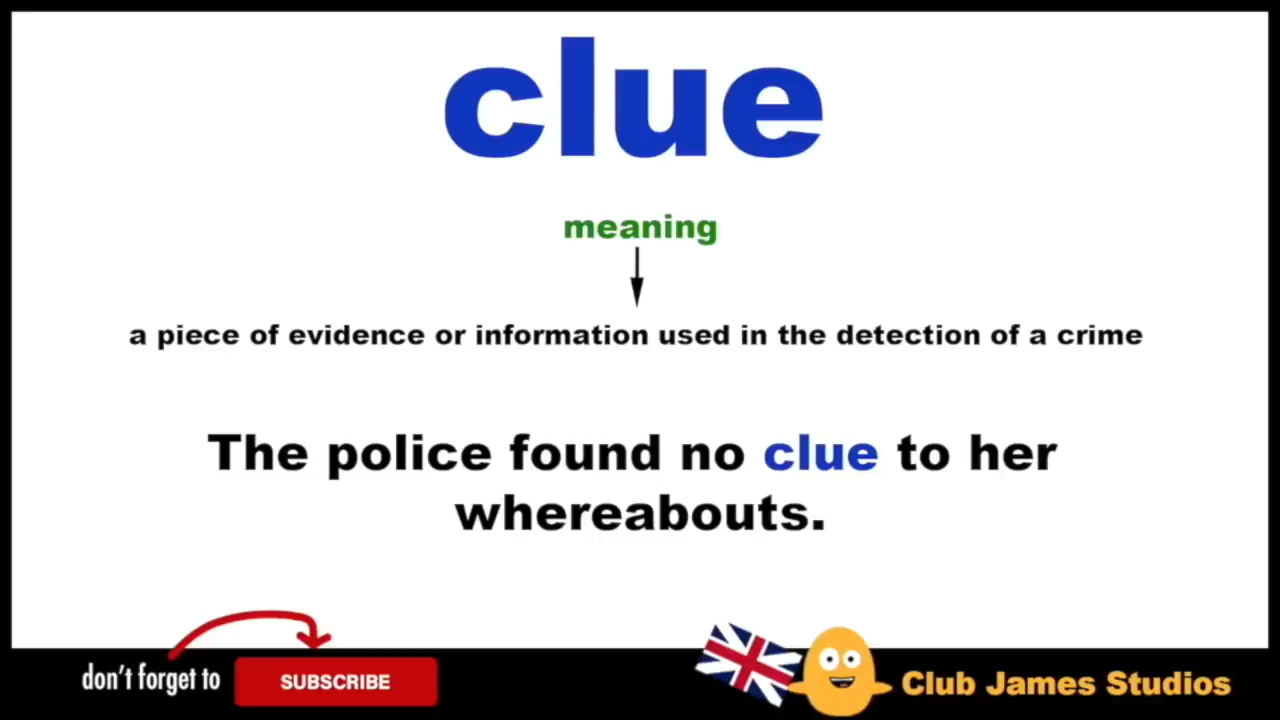 clue
meaning
a piece of evidence or information used in the detection of a crime
The police found no clue to her
whereabouts.
don't forget to
SUBSCRIBE
Club James Studios